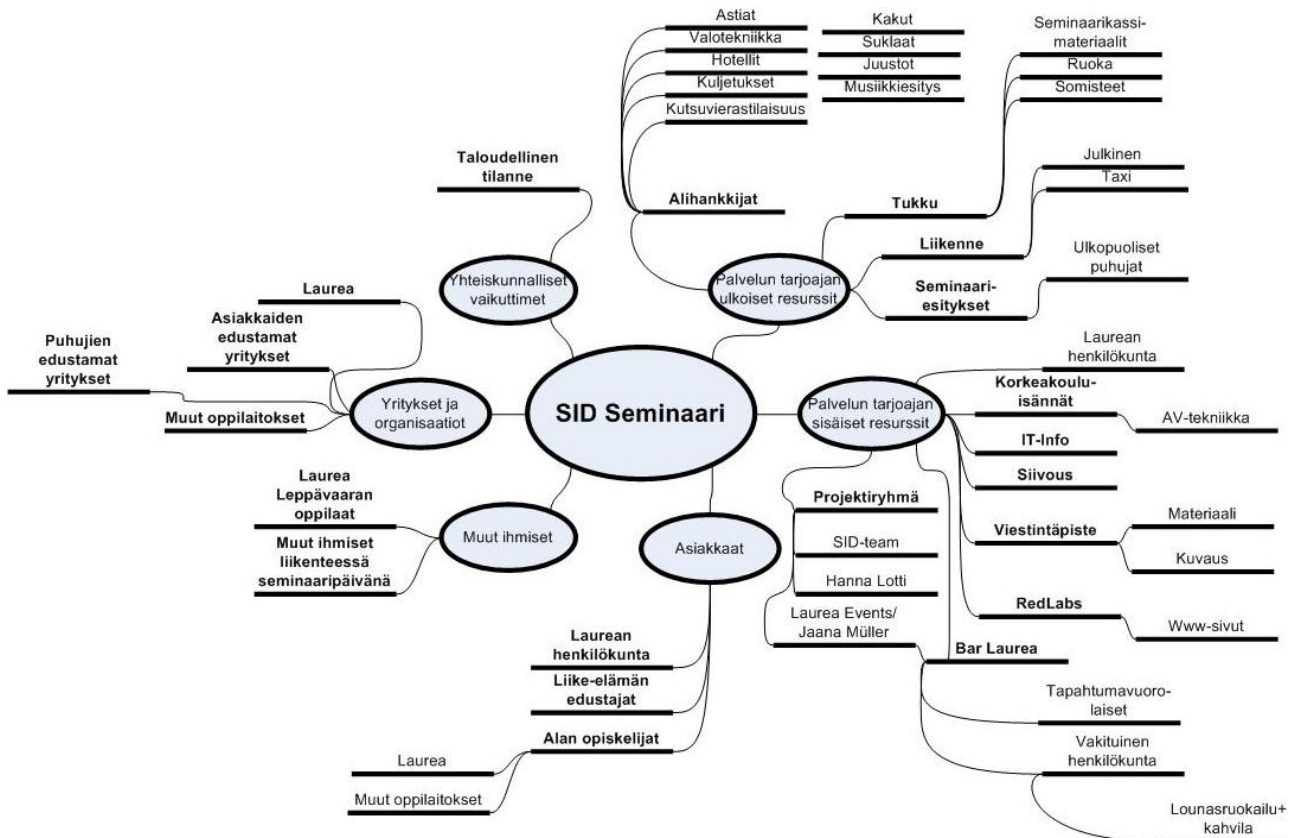 Astiat
Valotekniikka
Hotellit
Kuljetukset
Kutsuvierastilaisuus
Kakut
Suklaat
Juustot
Musiikkiesitys
Seminaarikassi-
materiaalit
Ruoka
Somisteet
Taloudellinen
tilanne
Alihankkijat
Tukku
Julkinen
Taxi
Liikenne
Seminaari-
esitykset
Ulkopuoliset
puhujat
Yhteiskunnalliset
vaikuttimet
Palvelun tarjoajan
ulkoiset resurssit
Laurea
Asiakkaiden
edustamat
yritykset
Puhujien
edustamat
yritykset
Muut oppilaitokset
Yritykset ja
organisaatiot
SID Seminaari
Palvelun tarjoajan
sisäiset resurssit
Laurean
henkilökunta
Korkeakoulu-
isännät
AV-tekniikka
IT-Info
Siivous
Viestintäpiste
Materiaali
Kuvaus
RedLabs
Www-sivut
Laurea
Leppävaaran
oppilaat
Muut ihmiset
liikenteessä
seminaaripäivänä
Muut ihmiset
Asiakkaat
Projektiryhmä
SID-team
Hanna Lotti
Laurea Events/
Jaana Müller
Bar Laurea
Tapahtumavuoro-
laiset
Vakituinen
henkilökunta
Lounasruokailu+
kahvila
Laurean
henkilökunta
Liike-elämän
edustajat
Alan opiskelijat
Laurea
Muut oppilaitokset